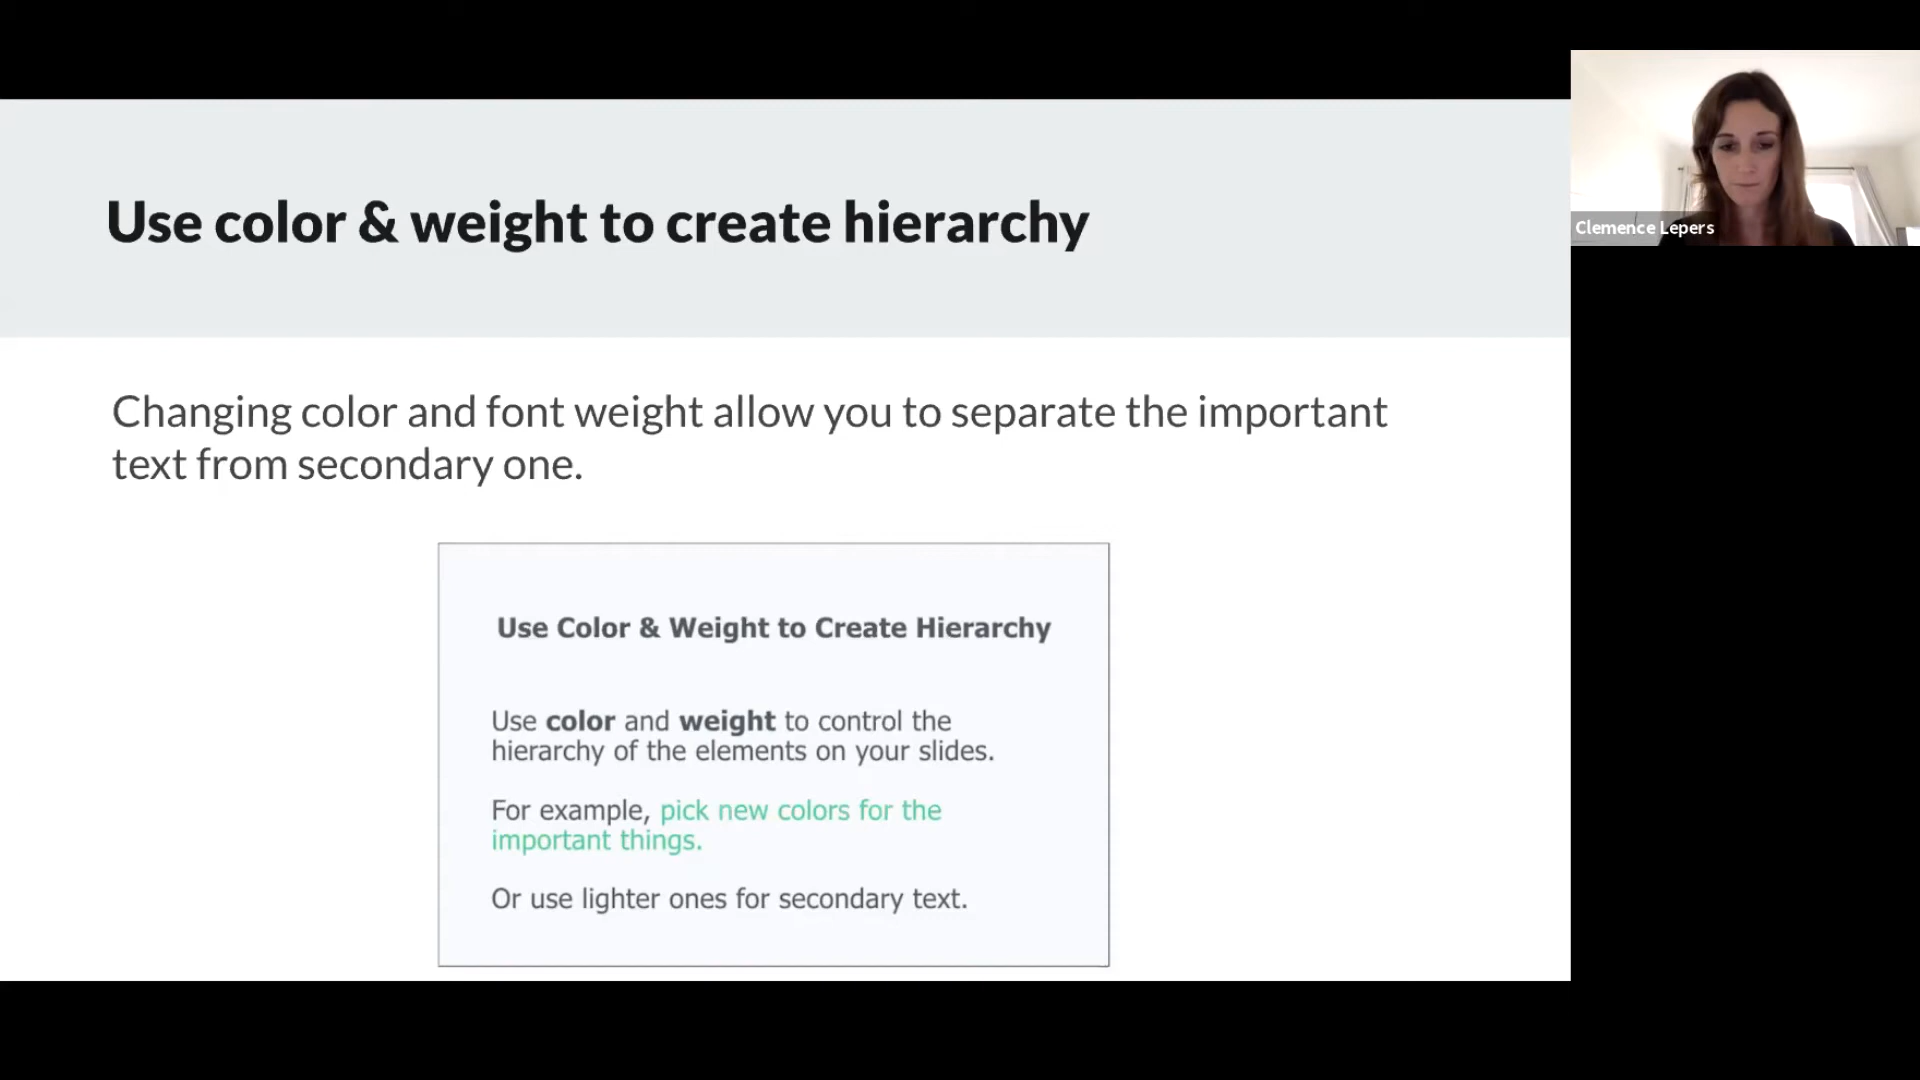 Use color & weight to create hierarchy
Changing color and font weight allow you to separate the important
text from secondary one.
Use Color & Weight to Create Hierarchy
Use color and weight to control the
hierarchy of the elements on your slides.
For example, pick new colors for the
important things.
Or use lighter ones for secondary text.
Clemence Lepers